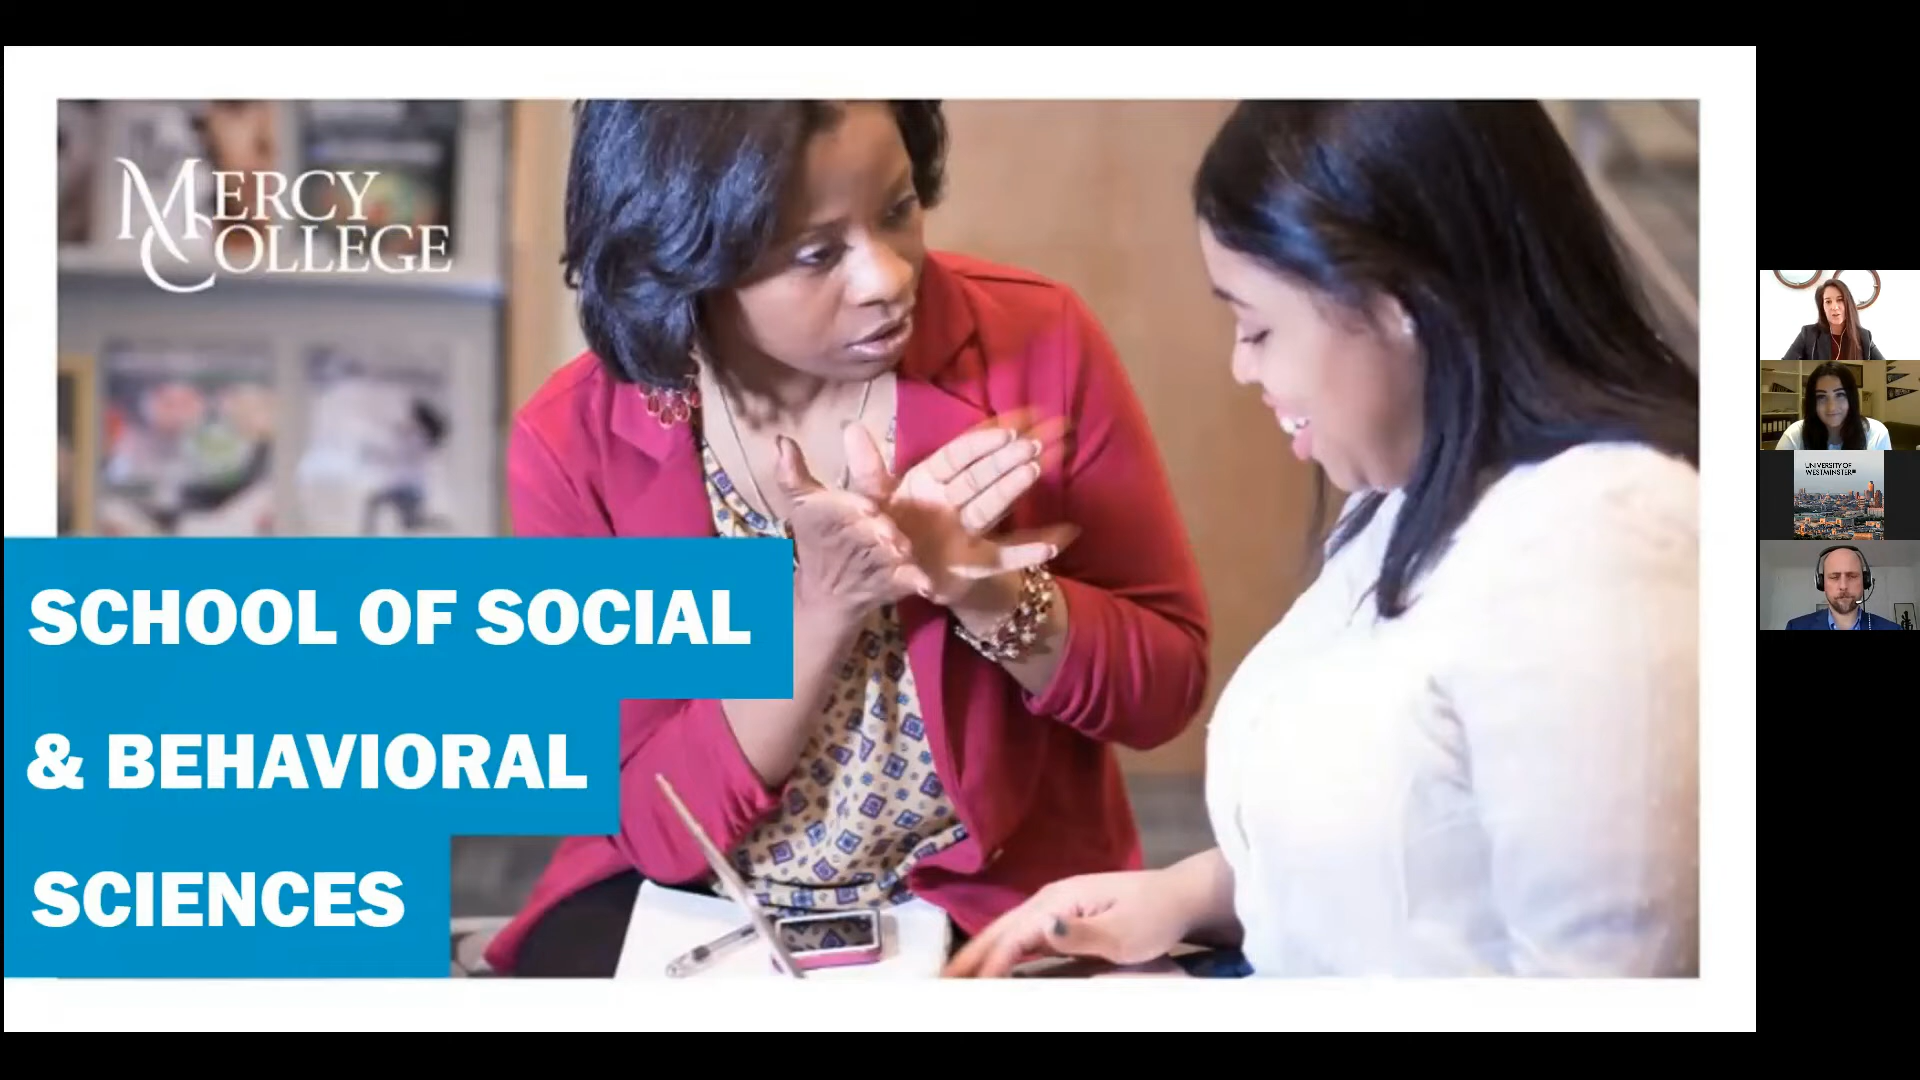 MERCY
COLLEGE
SCHOOL OF SOCIAL
& BEHAVIORAL
SCIENCES
UNIVERSITY OF
WESTMINSTER